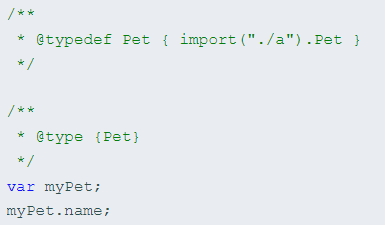 /**
 * @typedef Pet { import("./a").Pet }
 */
/**
 * @type {Pet}
 */
var myPet;
myPet.name;